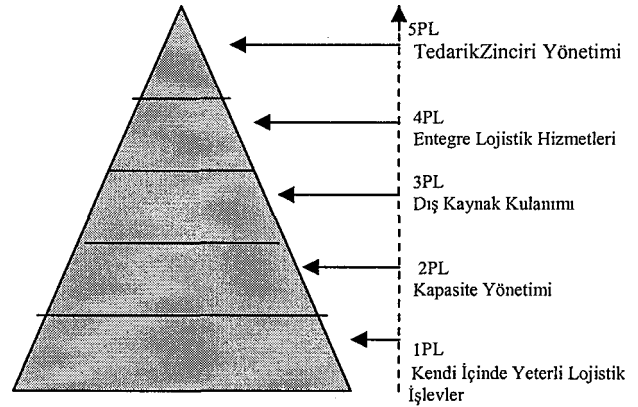 5PL
TedarikZinciri Yönetimi
4PL
Entegre Lojistik Hizmetleri
3PL
Dış Kaynak Kulanımı
2PL
Kapasite Yönetimi
1PL
Kendi İçinde Yeterli Lojistik
İşlevler